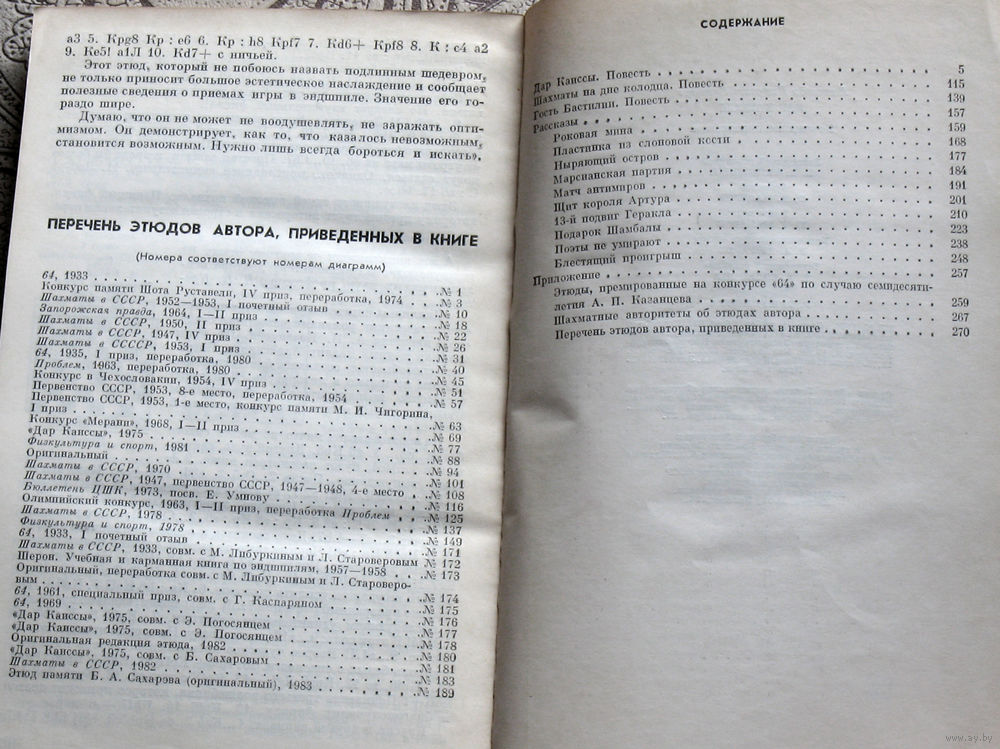 а3 5. Крg8 Кр : е6 6. Кр : h8 Крf7 7. Кd6+ Крf8 8. К : с4 а2
9. Ке5! а1Л 10. Кd7+ с ничьей.
Этот этюд, который не побоюсь назвать подлинным шедевром,
не только приносит большое эстетическое наслаждение и сообщает
полезные сведения о приемах игры в эндшпиле. Значение его го-
раздо шире.
Думаю, что он не может не воодушевлять, не заражать опти-
мизмом. Он демонстрирует, как то, что казалось невозможным,
становится возможным. Нужно лишь всегда бороться и искать».
ПЕРЕЧЕНЬ ЭТЮДОВ АВТОРА, ПРИВЕДЕННЫХ В КНИГЕ
(Номера соответствуют номерам диаграмм)
64, 1933 . . . № 1
Конкурс памяти Шота Руставели, IV приз, переработка, 1974 . № 3
Шахматы в СССР, 1952—1953, I почетный отзыв . . . № 10
Запорожская правда, 1964, I—II приз . . . № 18
Шахматы в СССР, 1950, II приз . . . № 22
Шахматы в СССР, 1947, IV приз . . . № 26
Шахматы в СССCР, 1953, I приз . . . № 31
64, 1935, I приз, переработка, 1980 . . . № 40
Проблем, 1963, переработка, 1980 . . . № 45
Конкурс в Чехословакии, 1954, IV приз . . . № 51
Первенство СССР, 1953, 8-е место, переработка, 1954 . . . № 57
Первенство СССР, 1953, 1-е место, конкурс памяти М. И. Чигорина,
I приз . . . № 63
Конкурс «Мерани», 1968, I—II приз . . . № 69
«Дар Каиссы», 1975 . . . № 77
Физкультура и спорт, 1981 . . . № 88
Оригинальный . . . № 94
Шахматы в СССР, 1970 . . . № 101
Шахматы в СССР, 1947, первенство СССР, 1947—1948, 4-е место . № 108
Бюллетень ЦШК, 1973, посв. Е. Умнову . . . № 116
Олимпийский конкурс, 1963, I—II приз, переработка Проблем . . № 125
Шахматы в СССР, 1978 . . . № 137
Физкультура и спорт, 1978 . . . № 149
64, 1933, I почетный отзыв . . . № 171
Шахматы в СССР, 1933, совм. с М. Либуркиным и Л. Староверовым № 172
Шерон. Учебная и карманная книга по эндшпилям, 1957—1958 . . № 173
Оригинальный, переработка совм. с М. Либуркиным и Л. Староверо-
вым . . . № 174
64, 1961, специальный приз, совм. с Г. Каспаряном . . . № 175
64, 1969 . . . № 176
«Дар Каиссы», 1975, совм. с Э. Погосянцем . . . № 177
«Дар Каиссы», 1975, совм. с Э. Погосянцем . . . № 178
Оригинальная редакция этюда, 1982 . . . № 180
«Дар Каиссы», 1975, совм. с Б. Сахаровым . . . № 181
Шахматы в СССР, 1982 . . . № 183
Этюд памяти Б. А. Сахарова (оригинальный), 1983 . . . № 189
СОДЕРЖАНИЕ
Дар Каиссы. Повесть . . . 5
Шахматы на дне колодца. Повесть . . . 115
Гость Бастилии. Повесть . . . 139
Рассказы . . . 157
Роковая мина . . . 159
Пластинка из слоновой кости . . . 168
Ныряющий остров . . . 177
Марсианская партия . . . 184
Матч антимиров . . . 191
Щит короля Артура . . . 201
13-й подвиг Геракла . . . 210
Подарок Шамбалы . . . 223
Поэты не умирают . . . 238
Блестящий проигрыш . . . 248
Приложение . . . 257
Этюды, премированные на конкурсе «64» по случаю семидесяти-
летия А. П. Казанцева . . . 259
Шахматные авторитеты об этюдах автора . . . 267
Перечень этюдов автора, приведенных в книге . . . 270
www.ay.by